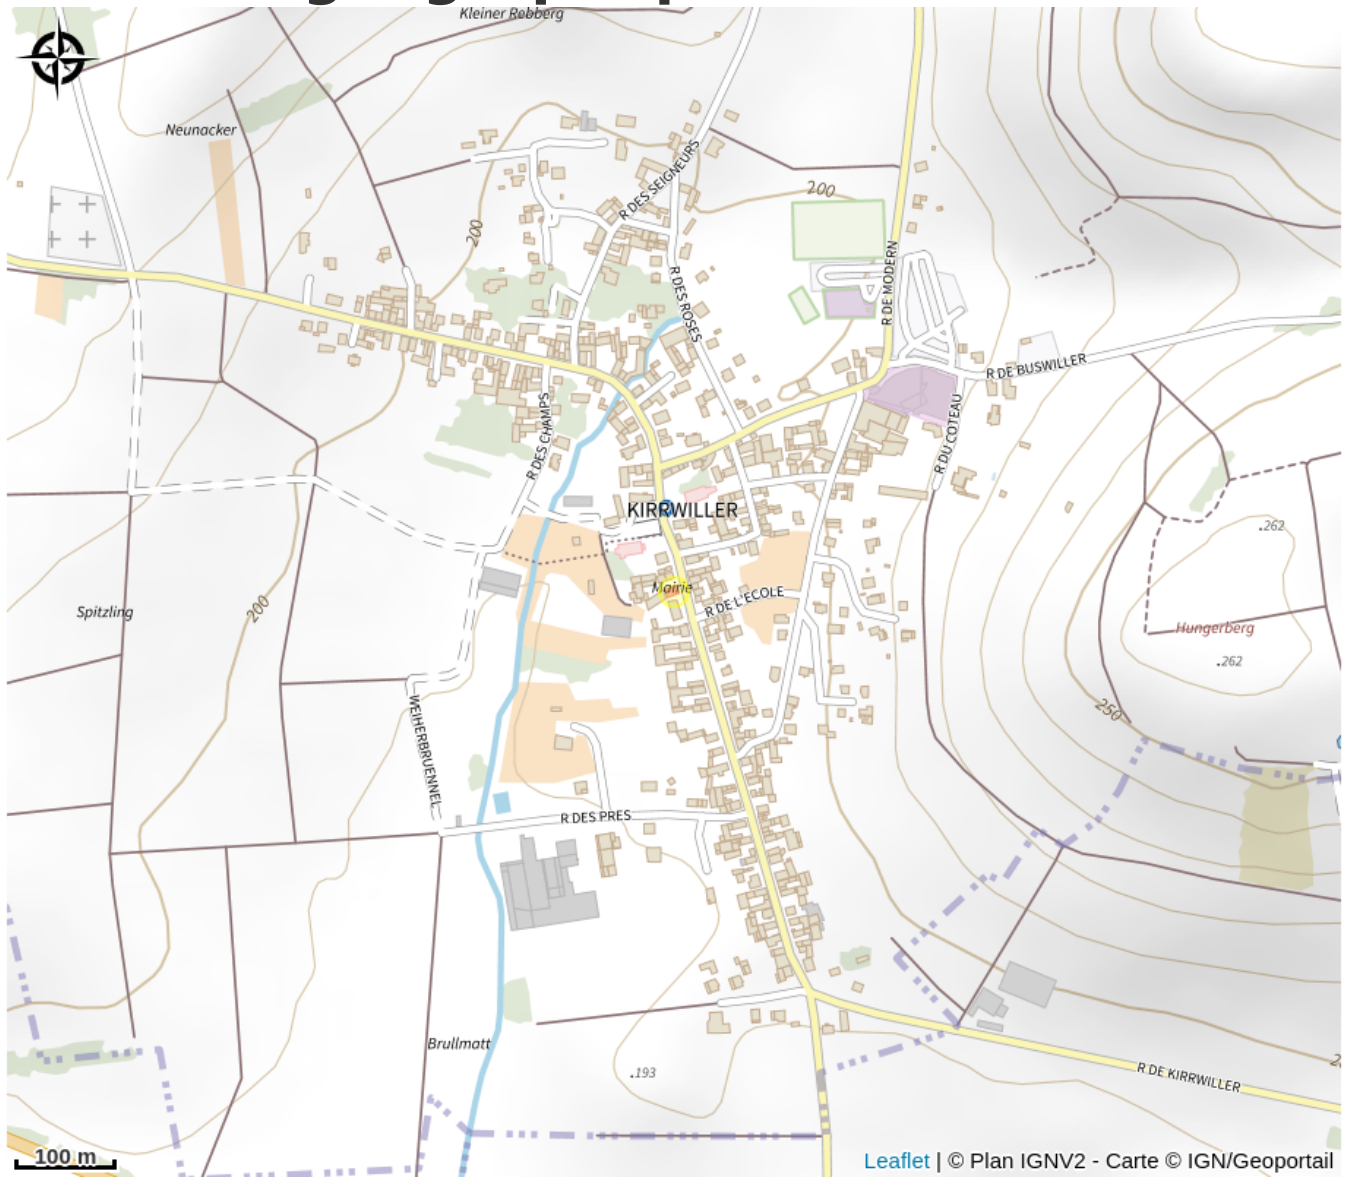 Kleiner Rebberg
Neunacker
R DES SEIGNEURS
200
200
R DE MODERN
R DES ROSES
R DE BUSWILLER
R DES CHAMPS
R DU COTEAU
KIRRWILLER
.262
Mairie
R DE L'ECOLE
Spitzling
200
Hungerberg
.262
WEIHERBRUENNEL
250
R DES PRES
Brullmatt
.193
R DE KIRRWILLER
100 m
Leaflet | © Plan IGNV2 - Carte © IGN/Geoportail